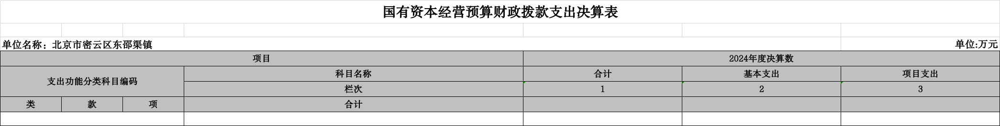 国有资本经营预算财政拨款支出决算表
单位名称：北京市密云区东邵渠镇 单位:万元
项目 2024年度决算数
支出功能分类科目编码 科目名称 合计 基本支出 项目支出
栏次 1 2 3
类 款 项 合计